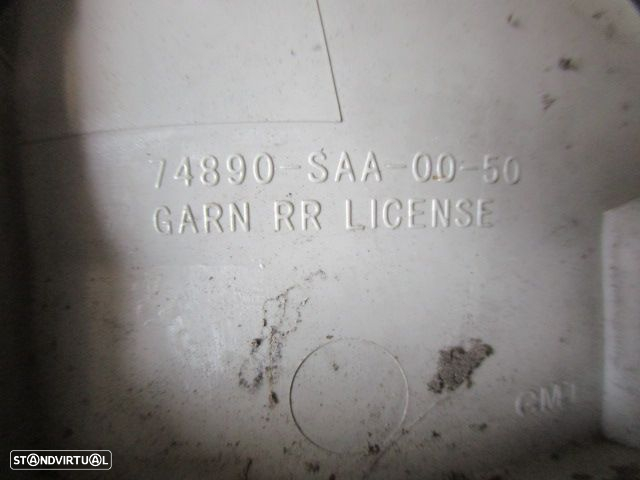 74890-SAA-00-50
GARN RR LICENSE
STANDVIRTUAL